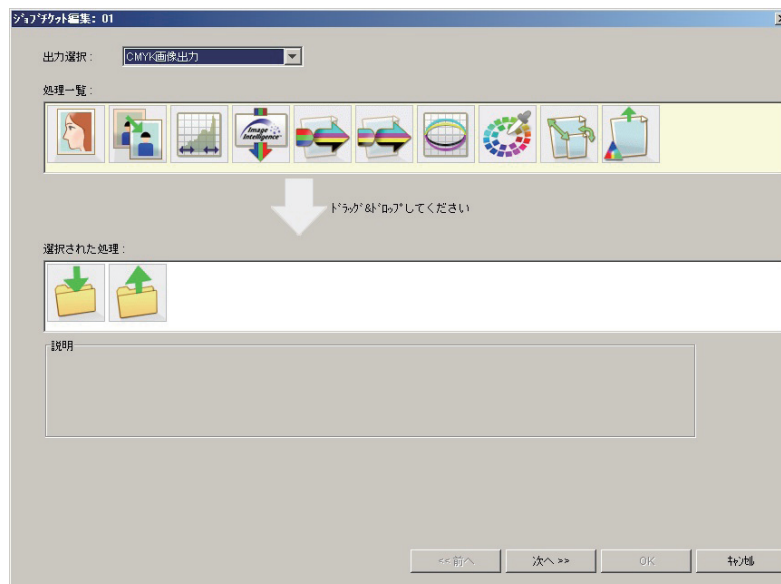 ｼﾞｮﾌﾞﾁｹｯﾄ編集: 01
出力選択:
CMYK画像出力
処理一覧:
Image
Intelligence
ﾄﾞﾗｯｸﾞ&ﾄﾞﾛｯﾌﾟしてください
選択された処理:
説明
<<前へ
次へ >>
OK
ｷｬﾝｾﾙ